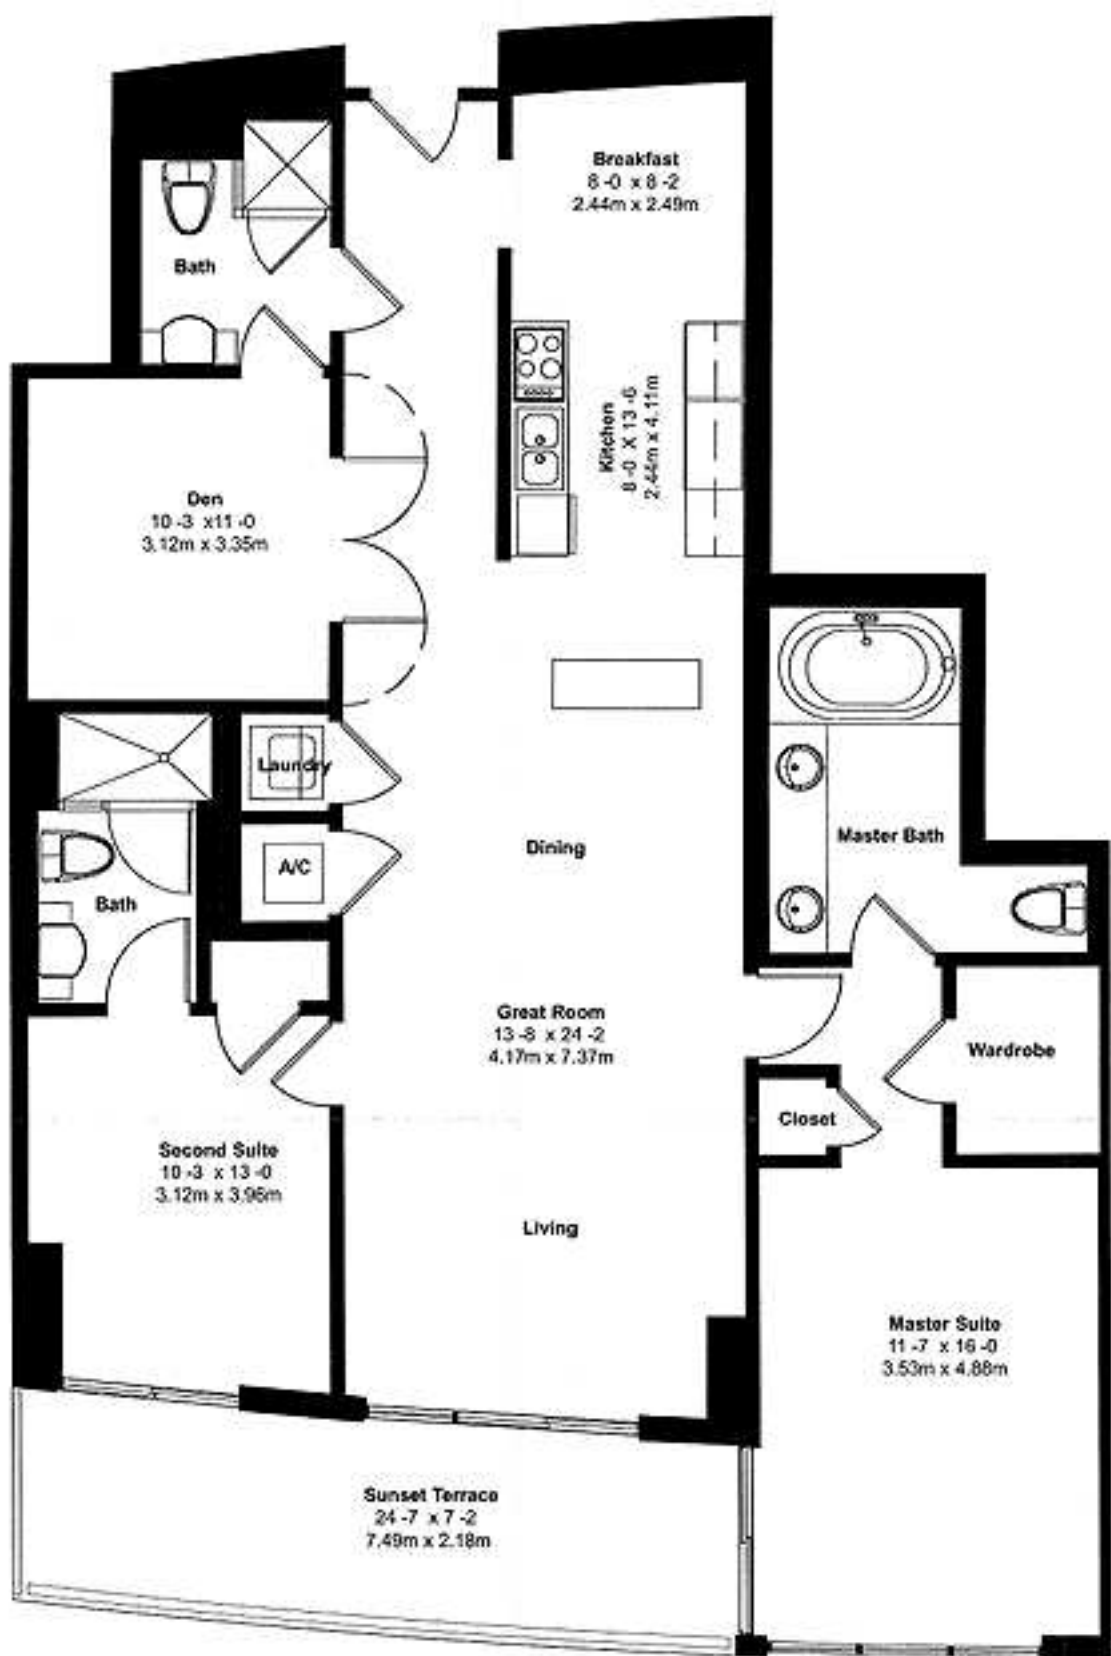 Breakfast
8 -0 x 8 -2
2.44m x 2.49m
Bath
Kitchen
8 -0 X 13 -6
2.44m x 4.11m
Den
10 -3 x11 -0
3.12m x 3.35m
Laundry
A/C
Bath
Dining
Master Bath
Great Room
13 -8 x 24 -2
4.17m x 7.37m
Wardrobe
Closet
Second Suite
10 -3 x 13 -0
3.12m x 3.96m
Living
Master Suite
11 -7 x 16 -0
3.53m x 4.88m
Sunset Terrace
24 -7 x 7 -2
7.49m x 2.18m